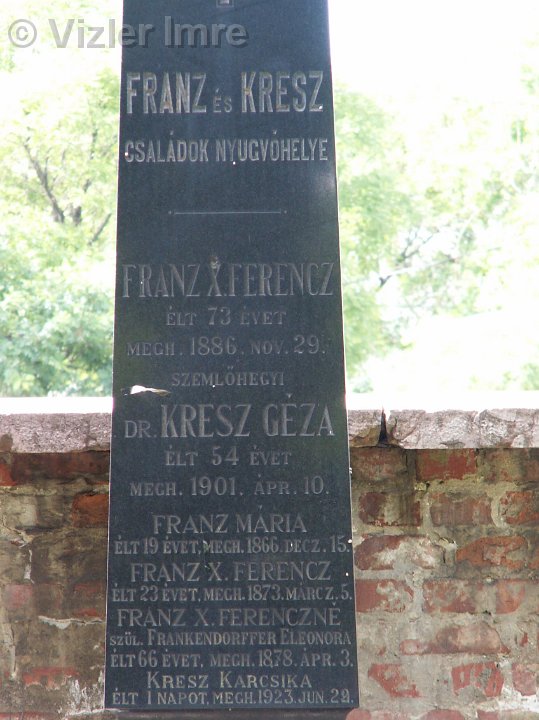 © Vizler Imre
FRANZ ÉS KRESZ
CSALÁDOK NYUGVÓHELYE
FRANZ X. FERENCZ
ÉLT 73 ÉVET
MEGH. 1886. NOV. 29.
SZEMLŐHEGYI
DR. KRESZ GÉZA
ÉLT 54 ÉVET
MEGH. 1901. ÁPR. 10.
FRANZ MÁRIA
ÉLT 19 ÉVET, MEGH. 1866. DECZ. 15.
FRANZ X. FERENCZ
ÉLT 23 ÉVET, MEGH. 1873. MÁRCZ. 5.
FRANZ X. FERENCZNÉ
SZÜL. FRANKENDORFFER ELEONORA
ÉLT 66 ÉVET, MEGH. 1878. ÁPR. 3.
KRESZ KARCSIKA
ÉLT 1 NAPOT, MEGH. 1923. JUN. 22.